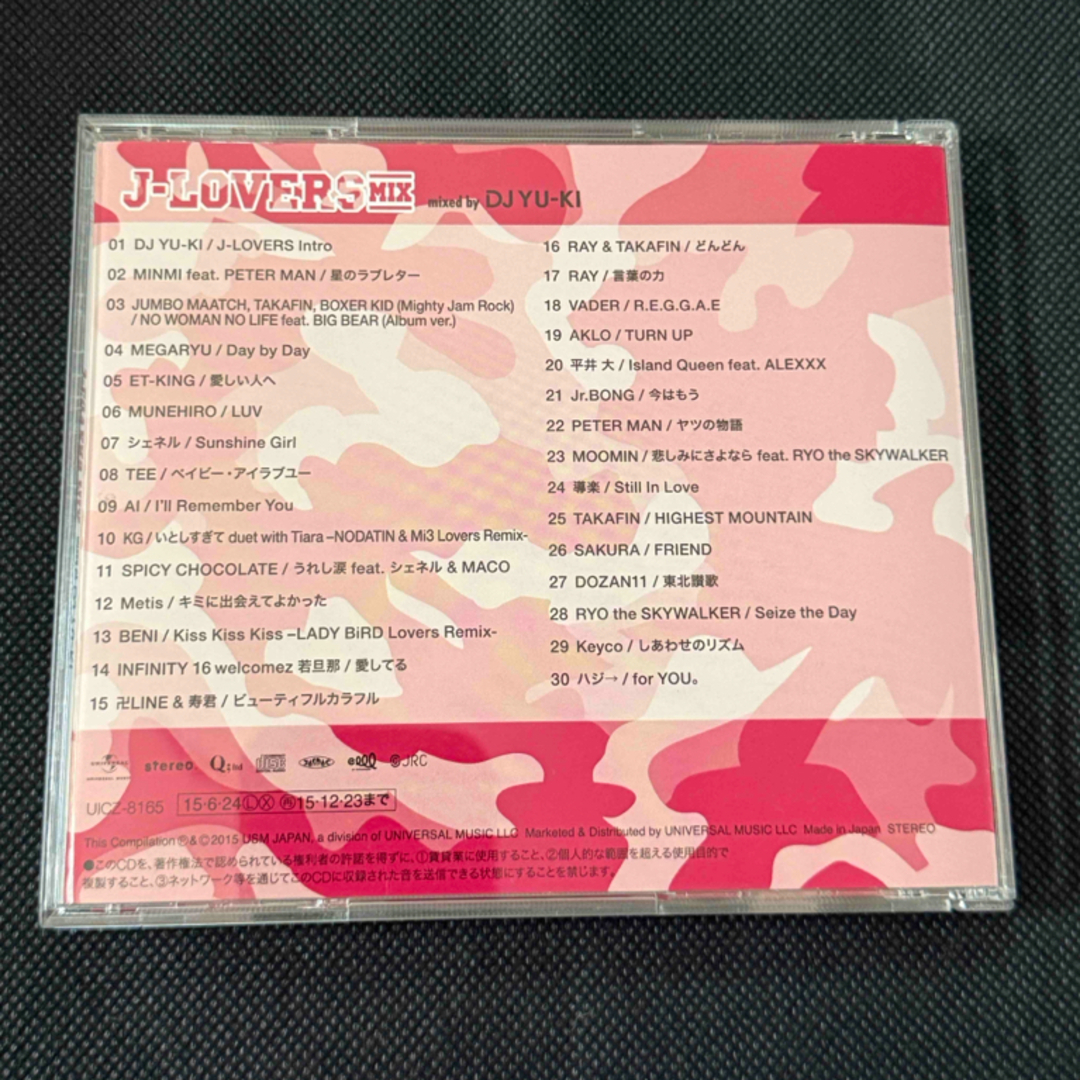 J-LOVERS MIX mixed by DJ YU-KI
01 DJ YU-KI / J-LOVERS Intro
02 MINMI feat. PETER MAN / 星のラブレター
03 JUMBO MAATCH, TAKAFIN, BOXER KID (Mighty Jam Rock)
/ NO WOMAN NO LIFE feat. BIG BEAR (Album ver.)
04 MEGARYU / Day by Day
05 ET-KING / 愛しい人へ
06 MUNEHIRO / LUV
07 シェネル / Sunshine Girl
08 TEE / ベイビー・アイラブユー
09 AI / I'll Remember You
10 KG / いとしすぎて duet with Tiara –NODATIN & Mi3 Lovers Remix-
11 SPICY CHOCOLATE / うれし涙 feat. シェネル & MACO
12 Metis / キミに出会えてよかった
13 BENI / Kiss Kiss Kiss –LADY BiRD Lovers Remix-
14 INFINITY 16 welcomez 若旦那 / 愛してる
15 卍LINE & 寿君 / ビューティフルカラフル
16 RAY & TAKAFIN / どんどん
17 RAY / 言葉の力
18 VADER / R.E.G.G.A.E
19 AKLO / TURN UP
20 平井 大 / Island Queen feat. ALEXXX
21 Jr.BONG / 今はもう
22 PETER MAN / ヤツの物語
23 MOOMIN / 悲しみにさよなら feat. RYO the SKYWALKER
24 導楽 / Still In Love
25 TAKAFIN / HIGHEST MOUNTAIN
26 SAKURA / FRIEND
27 DOZAN11 / 東北讃歌
28 RYO the SKYWALKER / Seize the Day
29 Keyco / しあわせのリズム
30 ハジ→ / for YOU。
UNIVERSAL stereo JRC
UICZ-8165 15・6・24 Ⓛ Ⓧ ㋐15・12・23まで
This Compilation ℗&©2015 USM JAPAN, a division of UNIVERSAL MUSIC LLC Marketed & Distributed by UNIVERSAL MUSIC LLC Made in Japan STEREO
●このCDを、著作権法で認められている権利者の許諾を得ずに、①賃貸業に使用すること、②個人的な範囲を超える使用目的で
複製すること、③ネットワーク等を通じてこのCDに収録された音を送信できる状態にすることを禁じます。